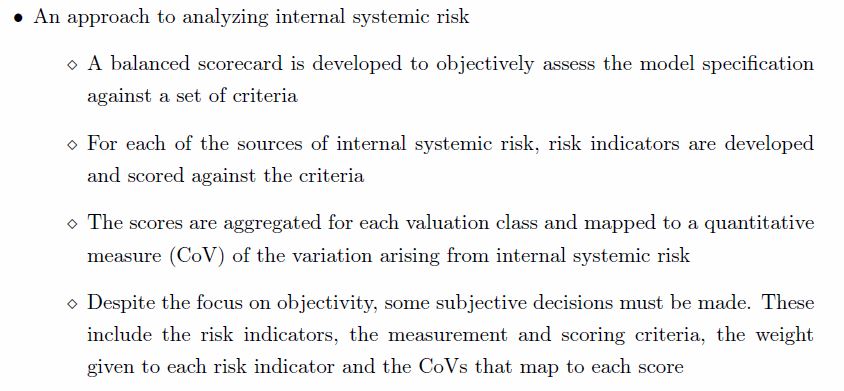 • An approach to analyzing internal systemic risk
⋄ A balanced scorecard is developed to objectively assess the model specification
against a set of criteria
⋄ For each of the sources of internal systemic risk, risk indicators are developed
and scored against the criteria
⋄ The scores are aggregated for each valuation class and mapped to a quantitative
measure (CoV) of the variation arising from internal systemic risk
⋄ Despite the focus on objectivity, some subjective decisions must be made. These
include the risk indicators, the measurement and scoring criteria, the weight
given to each risk indicator and the CoVs that map to each score